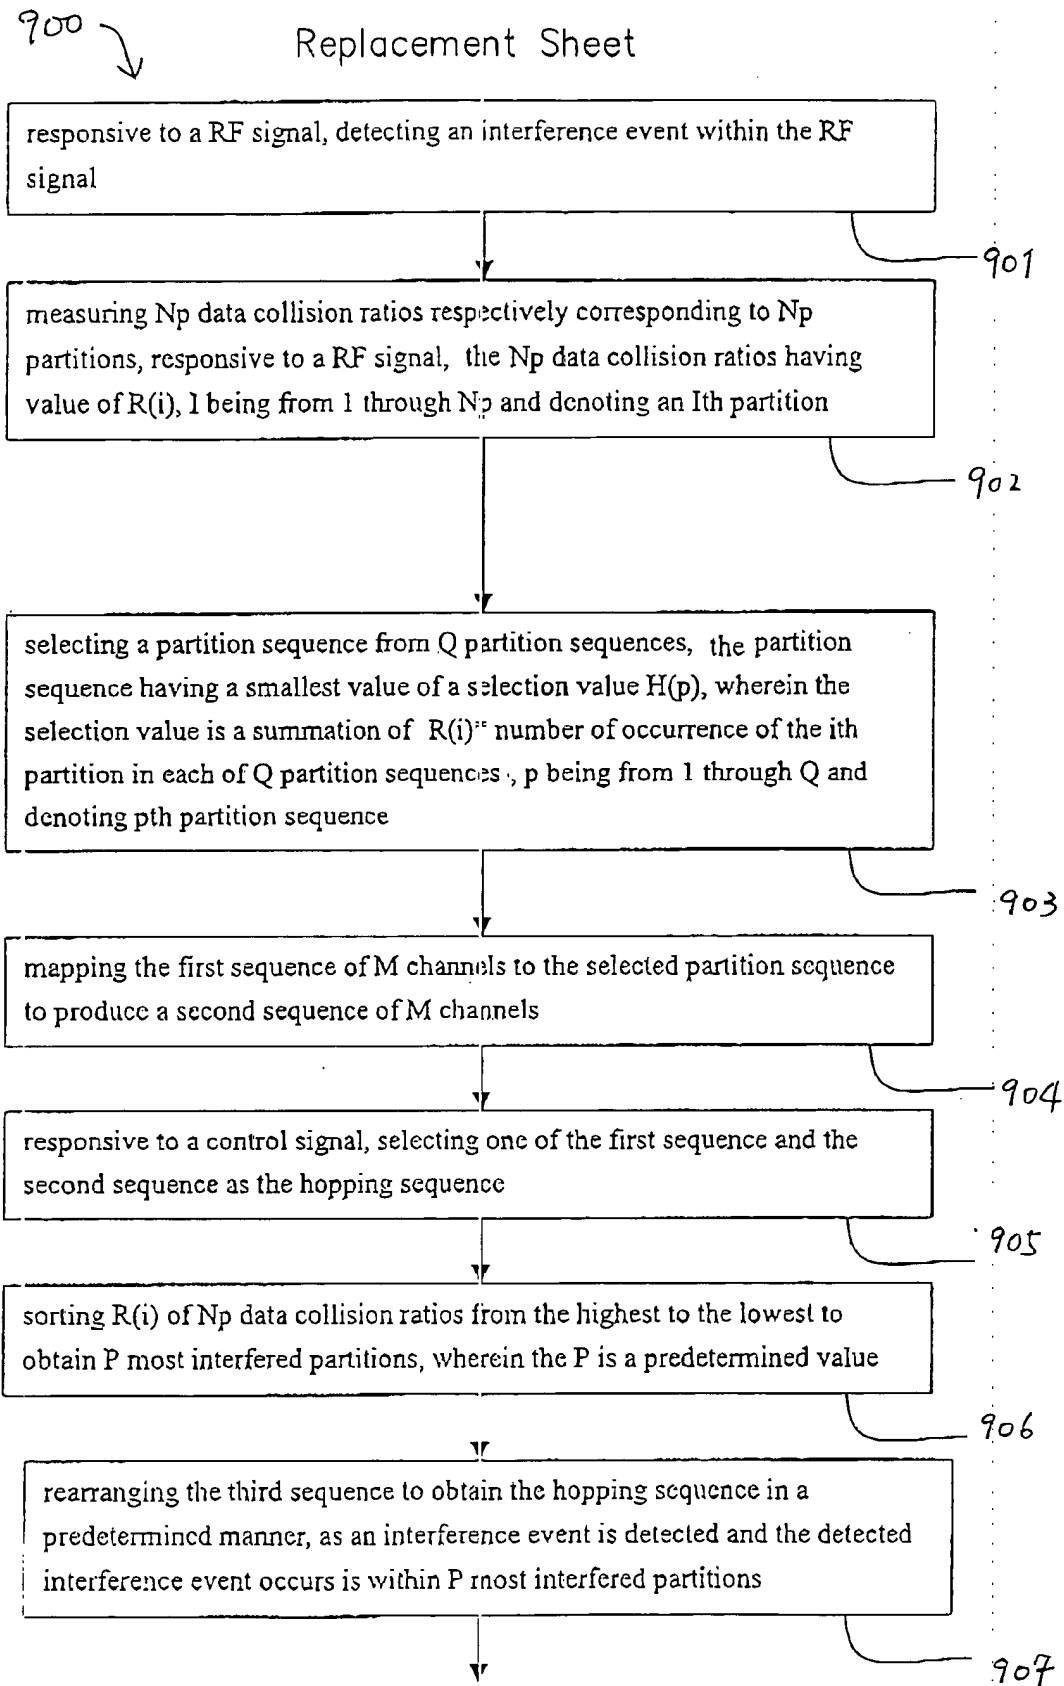 900
Replacement Sheet
responsive to a RF signal, detecting an interference event within the RF
signal
901
measuring Np data collision ratios respectively corresponding to Np
partitions, responsive to a RF signal, the Np data collision ratios having
value of R(i), I being from 1 through Np and denoting an Ith partition
902
selecting a partition sequence from Q partition sequences, the partition
sequence having a smallest value of a selection value H(p), wherein the
selection value is a summation of R(i)* number of occurrence of the ith
partition in each of Q partition sequences , p being from 1 through Q and
denoting pth partition sequence
903
mapping the first sequence of M channels to the selected partition sequence
to produce a second sequence of M channels
904
responsive to a control signal, selecting one of the first sequence and the
second sequence as the hopping sequence
905
sorting R(i) of Np data collision ratios from the highest to the lowest to
obtain P most interfered partitions, wherein the P is a predetermined value
906
rearranging the third sequence to obtain the hopping sequence in a
predetermined manner, as an interference event is detected and the detected
interference event occurs is within P most interfered partitions
907